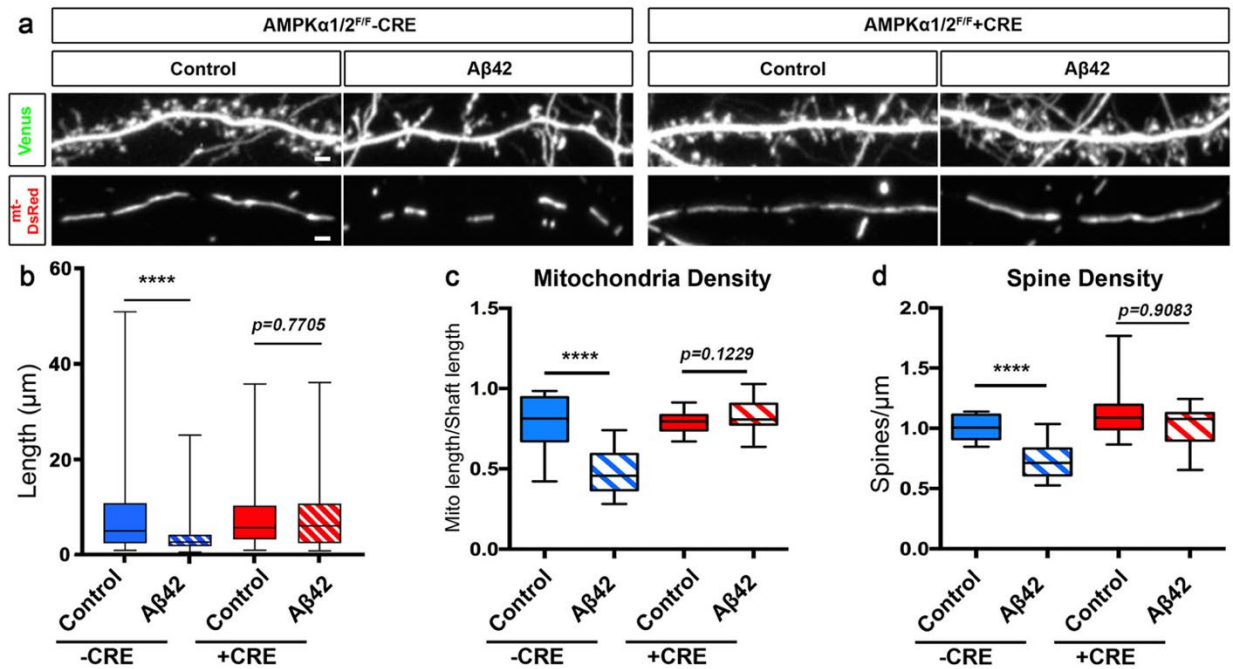 a
AMPKα1/2F/F-CRE
AMPKα1/2F/F+CRE
Control
Aβ42
Control
Aβ42
Venus
mt-
DsRed
b
60
40
20
0
Length (µm)
****
p=0.7705
Control
Aβ42
Control
Aβ42
-CRE
+CRE
c
Mitochondria Density
1.5
1.0
0.5
0.0
Mito length/Shaft length
****
p=0.1229
Control
Aβ42
Control
Aβ42
-CRE
+CRE
d
Spine Density
2.0
1.5
1.0
0.5
0.0
Spines/µm
****
p=0.9083
Control
Aβ42
Control
Aβ42
-CRE
+CRE